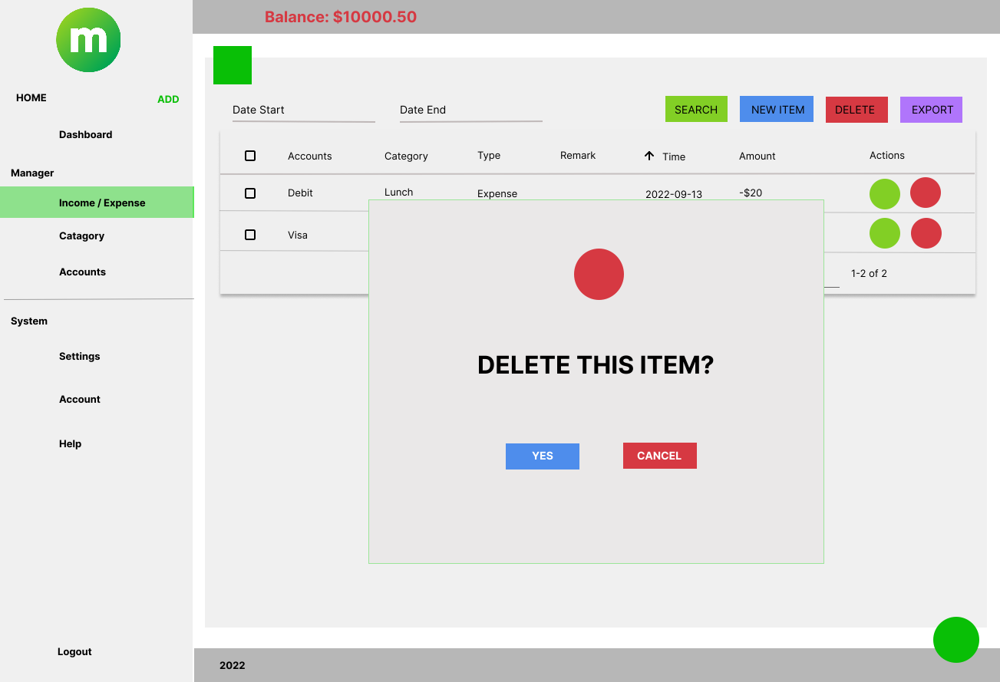 m
Balance: $10000.50
HOME ADD
Dashboard
Manager
Income / Expense
Catagory
Accounts
System
Settings
Account
Help
Logout
Date Start Date End SEARCH NEW ITEM DELETE EXPORT
Accounts Category Type Remark Time Amount Actions
Debit Lunch Expense 2022-09-13 -$20
Visa
1-2 of 2
DELETE THIS ITEM?
YES CANCEL
2022